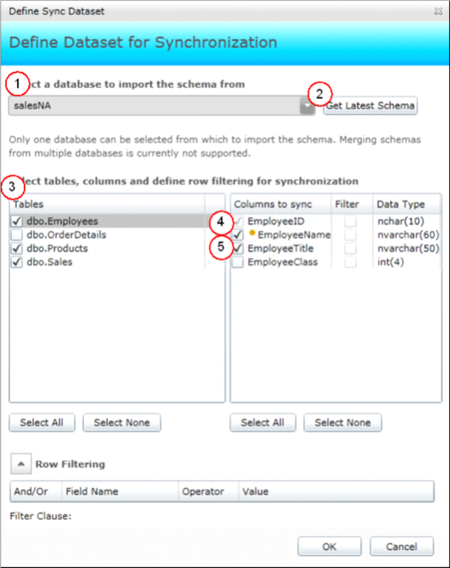 Define Sync Dataset
Define Dataset for Synchronization
1
ct a database to import the schema from
2
salesNA
Get Latest Schema
Only one database can be selected from which to import the schema. Merging schemas
from multiple databases is currently not supported.
3
lect tables, columns and define row filtering for synchronization
Tables
Columns to sync Filter Data Type
dbo.Employees
4
EmployeeID nchar(10)
dbo.OrderDetails
EmployeeName nvarchar(60)
dbo.Products
5
EmployeeTitle nvarchar(50)
dbo.Sales
EmployeeClass int(4)
Select All Select None Select All Select None
Row Filtering
And/Or Field Name Operator Value
Filter Clause:
OK Cancel